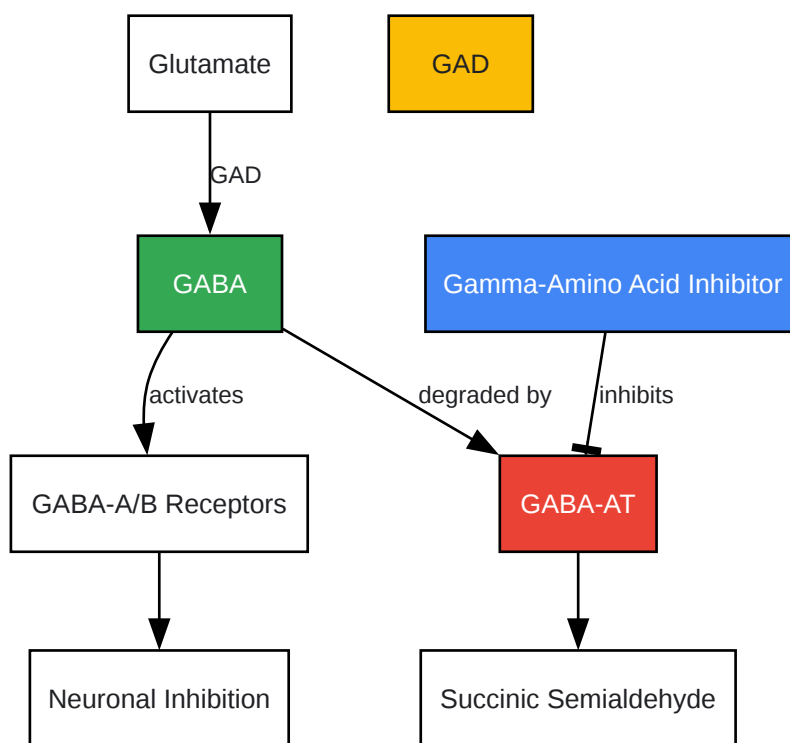 Glutamate
GAD
GAD
GABA
Gamma-Amino Acid Inhibitor
activates
degraded by
inhibits
GABA-A/B Receptors
GABA-AT
Neuronal Inhibition
Succinic Semialdehyde